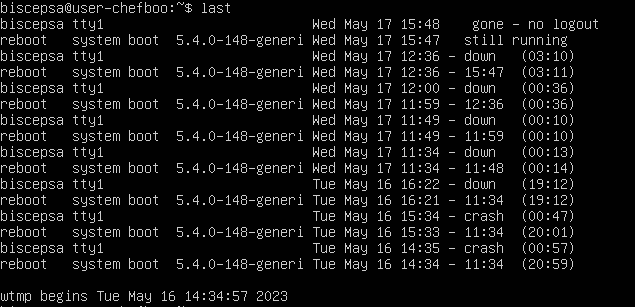 biscepsa@user-chefboo:~$ last
biscepsa tty1                          Wed May 17 15:48    gone - no logout
reboot   system boot  5.4.0-148-generi Wed May 17 15:47   still running
biscepsa tty1                          Wed May 17 12:36 - down   (03:10)
reboot   system boot  5.4.0-148-generi Wed May 17 12:36 - 15:47  (03:11)
biscepsa tty1                          Wed May 17 12:00 - down   (00:36)
reboot   system boot  5.4.0-148-generi Wed May 17 11:59 - 12:36  (00:36)
biscepsa tty1                          Wed May 17 11:49 - down   (00:10)
reboot   system boot  5.4.0-148-generi Wed May 17 11:49 - 11:59  (00:10)
biscepsa tty1                          Wed May 17 11:34 - down   (00:13)
reboot   system boot  5.4.0-148-generi Wed May 17 11:34 - 11:48  (00:14)
biscepsa tty1                          Tue May 16 16:22 - down   (19:12)
reboot   system boot  5.4.0-148-generi Tue May 16 16:21 - 11:34  (19:12)
biscepsa tty1                          Tue May 16 15:34 - crash  (00:47)
reboot   system boot  5.4.0-148-generi Tue May 16 15:33 - 11:34  (20:01)
biscepsa tty1                          Tue May 16 14:35 - crash  (00:57)
reboot   system boot  5.4.0-148-generi Tue May 16 14:34 - 11:34  (20:59)
wtmp begins Tue May 16 14:34:57 2023